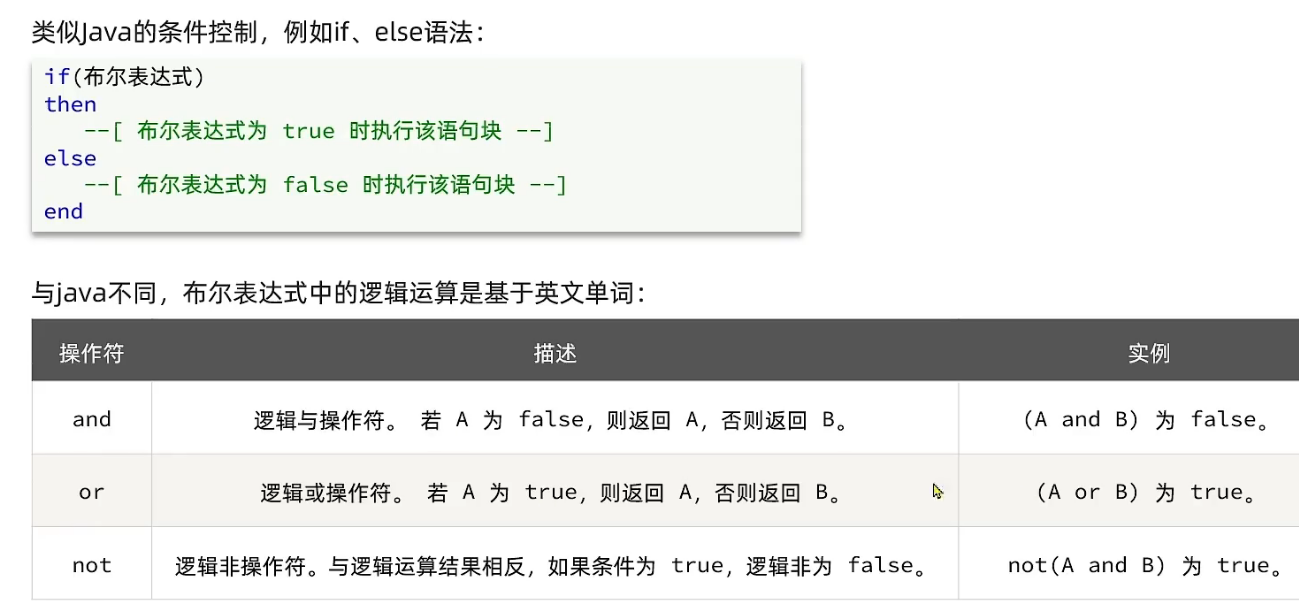 类似Java的条件控制，例如if、else语法：
if(布尔表达式)
then
--[ 布尔表达式为 true 时执行该语句块 --]
else
--[ 布尔表达式为 false 时执行该语句块 --]
end
与java不同，布尔表达式中的逻辑运算是基于英文单词：
操作符 描述 实例
and 逻辑与操作符。 若 A 为 false，则返回 A，否则返回 B。 (A and B) 为 false。
or 逻辑或操作符。 若 A 为 true，则返回 A，否则返回 B。 (A or B) 为 true。
not 逻辑非操作符。与逻辑运算结果相反，如果条件为 true，逻辑非为 false。 not(A and B) 为 true。